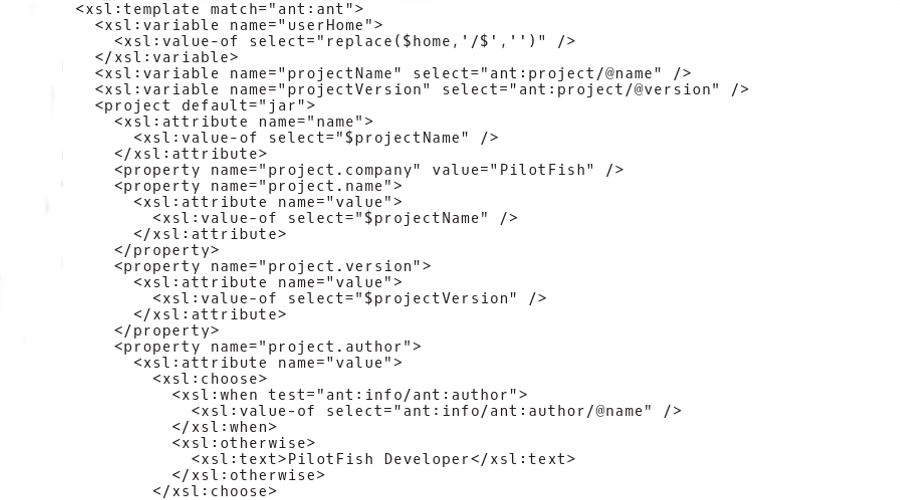 <xsl:template match="ant:ant">
<xsl:variable name="userHome">
<xsl:value-of select="replace($home,'/$','')" />
</xsl:variable>
<xsl:variable name="projectName" select="ant:project/@name" />
<xsl:variable name="projectVersion" select="ant:project/@version" />
<project default="jar">
<xsl:attribute name="name">
<xsl:value-of select="$projectName" />
</xsl:attribute>
<property name="project.company" value="PilotFish" />
<property name="project.name">
<xsl:attribute name="value">
<xsl:value-of select="$projectName" />
</xsl:attribute>
</property>
<property name="project.version">
<xsl:attribute name="value">
<xsl:value-of select="$projectVersion" />
</xsl:attribute>
</property>
<property name="project.author">
<xsl:attribute name="value">
<xsl:choose>
<xsl:when test="ant:info/ant:author">
<xsl:value-of select="ant:info/ant:author/@name" />
</xsl:when>
<xsl:otherwise>
<xsl:text>PilotFish Developer</xsl:text>
</xsl:otherwise>
</xsl:choose>